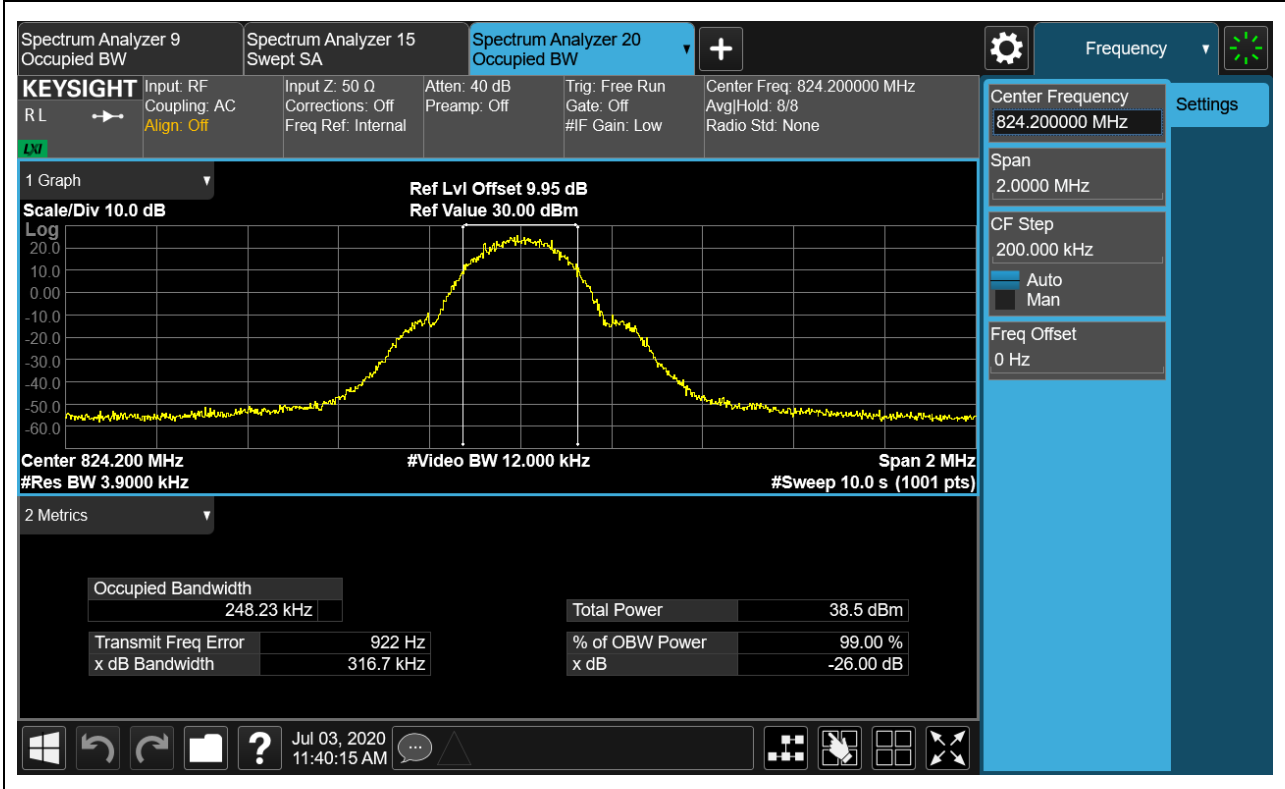 Spectrum Analyzer 9
Occupied BW
Spectrum Analyzer 15
Swept SA
Spectrum Analyzer 20
Occupied BW
Frequency
KEYSIGHT
R L
LXI
Input: RF
Coupling: AC
Align: Off
Input Z: 50 Ω
Corrections: Off
Freq Ref: Internal
Atten: 40 dB
Preamp: Off
Trig: Free Run
Gate: Off
#IF Gain: Low
Center Freq: 824.200000 MHz
Avg|Hold: 8/8
Radio Std: None
Center Frequency
824.200000 MHz
Settings
Span
2.0000 MHz
CF Step
200.000 kHz
Auto
Man
Freq Offset
0 Hz
1 Graph
Scale/Div 10.0 dB
Ref Lvl Offset 9.95 dB
Ref Value 30.00 dBm
Log
20.0
10.0
0.00
-10.0
-20.0
-30.0
-40.0
-50.0
-60.0
Center 824.200 MHz
#Video BW 12.000 kHz
Span 2 MHz
#Res BW 3.9000 kHz
#Sweep 10.0 s (1001 pts)
2 Metrics
Occupied Bandwidth
248.23 kHz
Total Power 38.5 dBm
Transmit Freq Error 922 Hz
% of OBW Power 99.00 %
x dB Bandwidth 316.7 kHz
x dB -26.00 dB
?
Jul 03, 2020
11:40:15 AM